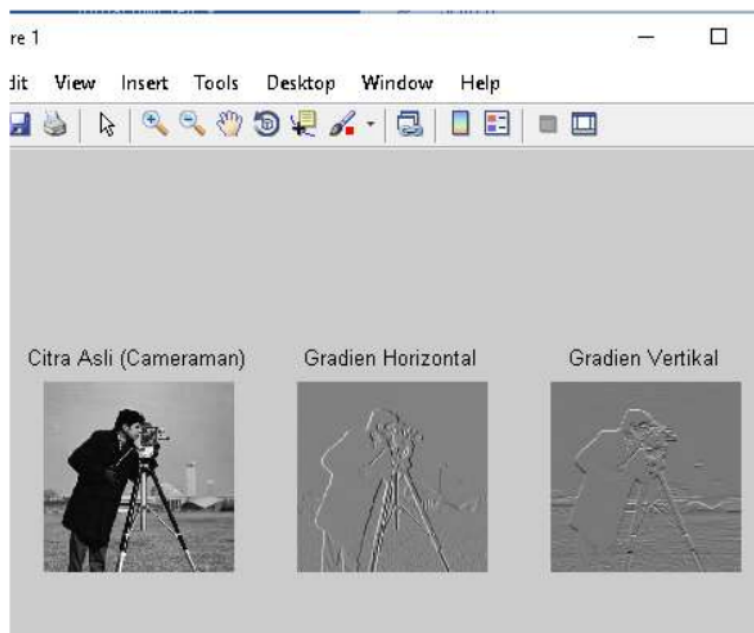 re 1
dit View Insert Tools Desktop Window Help
Citra Asli (Cameraman) Gradien Horizontal Gradien Vertikal